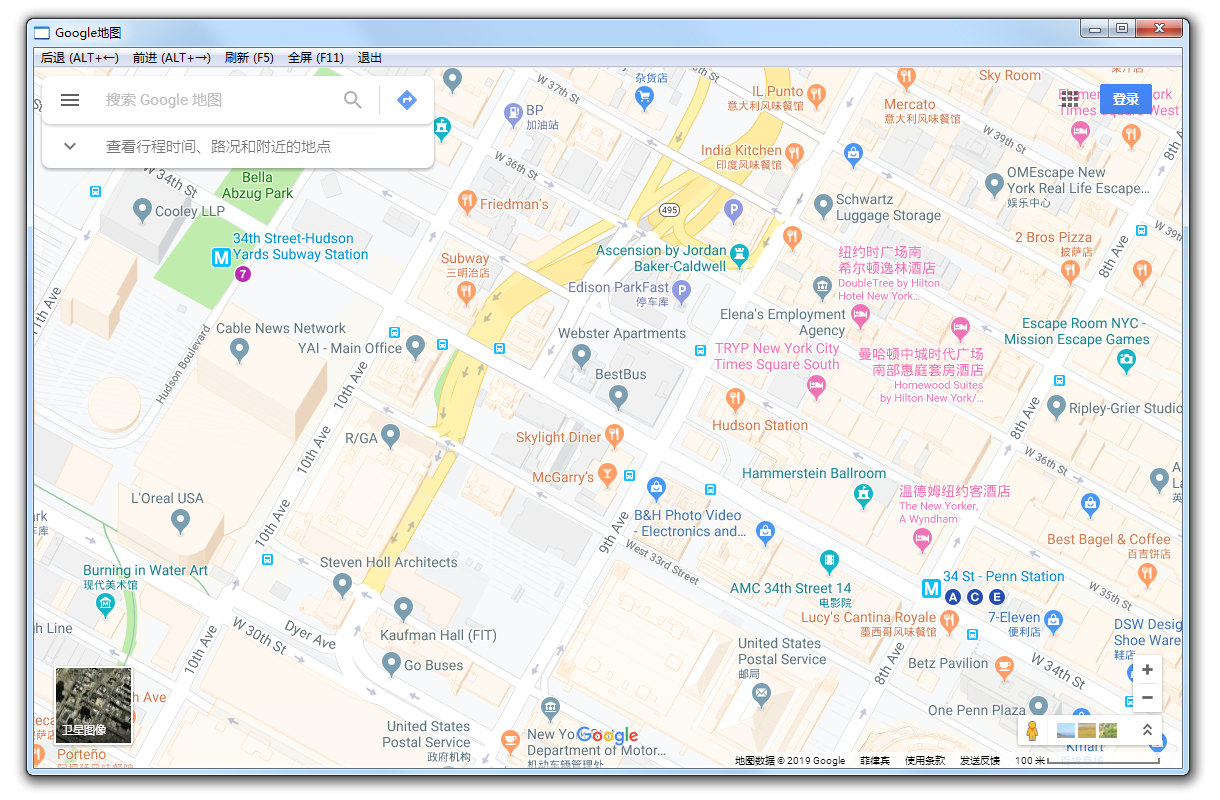 Google地图
后退 (ALT+←) 前进 (ALT+→) 刷新 (F5) 全屏 (F11) 退出
搜索 Google 地图
登录
查看行程时间、路况和附近的地点
W 37th St
杂货店
IL Punto
意大利风味餐馆
Sky Room
Mercato
意大利风味餐馆
BP
加油站
Times Square West
W 39th St
8th
India Kitchen
印度风味餐馆
W 36th St
W 34th St
Bella
Abzug Park
OMEscape New
York Real Life Escape...
娱乐中心
Cooley LLP
Friedman's
495
P
Schwartz
Luggage Storage
W 39th
34th Street-Hudson
Yards Subway Station
M
7
2 Bros Pizza
披萨店
8th Ave
Ascension by Jordan
Baker-Caldwell
纽约时广场南
希尔顿逸林酒店
DoubleTree by Hilton
Hotel New York...
Subway
三明治店
Edison ParkFast
停车库
P
11th Ave
Elena's Employment
Agency
Cable News Network
YAI - Main Office
Webster Apartments
Escape Room NYC -
Mission Escape Games
TRYP New York City
Times Square South
曼哈顿中城时代广场
南部惠庭套房酒店
Homewood Suites
by Hilton New York/...
Hudson Boulevard
10th Ave
BestBus
8th Ave
Ripley-Grier Studio
Hudson Station
R/GA
Skylight Diner
10th Ave
W 36th St
McGarry's
Hammerstein Ballroom
L'Oreal USA
温德姆纽约客酒店
The New Yorker,
A Wyndham
10th Ave
B&H Photo Video
- Electronics and...
9th Ave
West 33rd Street
Best Bagel & Coffee
百吉饼店
Steven Holl Architects
Burning in Water Art
现代美术馆
AMC 34th Street 14
电影院
34 St - Penn Station
M
A C E
W 35th St
Lucy's Cantina Royale
墨西哥风味餐馆
7-Eleven
便利店
DSW Desig
Shoe Ware
鞋店
gh Line
W 30th St
Dyer Ave
Kaufman Hall (FIT)
10th Ave
Go Buses
United States
Postal Service
邮局
8th Ave
Betz Pavilion
W 34th St
+
−
卫星图像
h Ave
One Penn Plaza
United States
Postal Service
政府机构
Google
Department of Motor...
机动车辆管理处
Porteño
Kmart
地图数据 © 2019 Google 菲律宾 使用条款 发送反馈 100 米